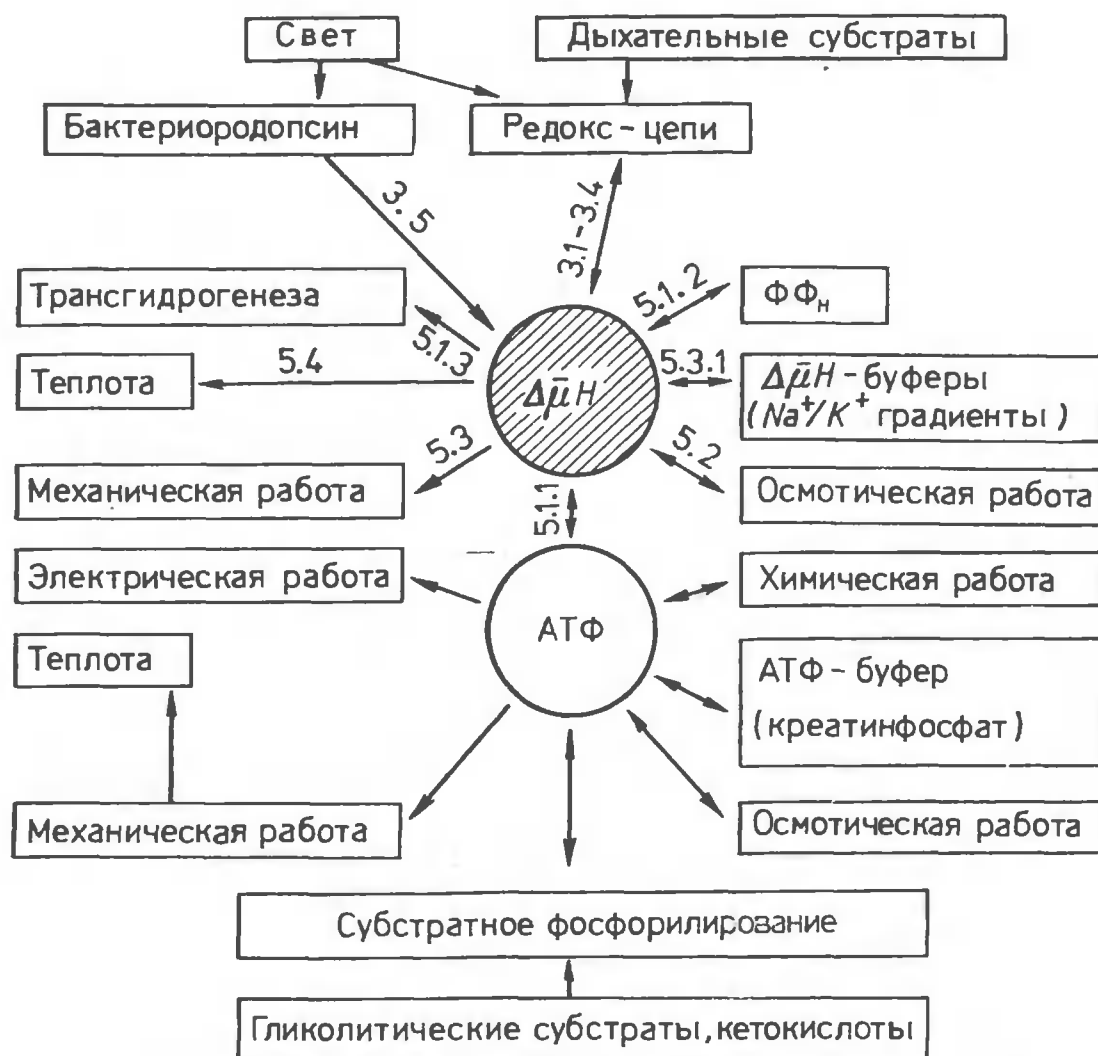 Свет
Дыхательные субстраты
Бактериородопсин
Редокс-цепи
3.5
3.1-3.4
Трансгидрогеназа
5.1.3
5.1.2
ФФн
Теплота
5.4
Δμ̄H
5.3.1
Δμ̄H-буферы
(Na⁺/K⁺ градиенты)
Механическая работа
5.3
5.2
Осмотическая работа
5.1.1
Электрическая работа
АТФ
Химическая работа
Теплота
АТФ-буфер
(креатинфосфат)
Механическая работа
Осмотическая работа
Субстратное фосфорилирование
Гликолитические субстраты, кетокислоты